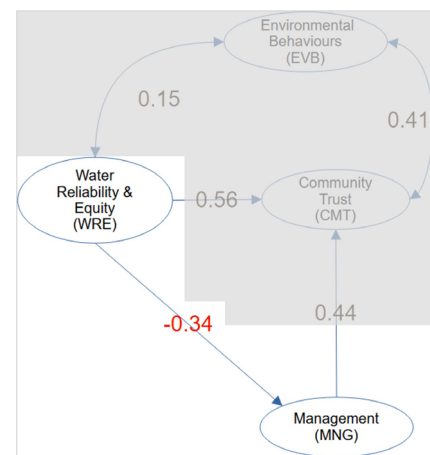 Environmental
Behaviours
(EVB)
0.15
0.41
Water
Reliability &
Equity
(WRE)
0.56
Community
Trust
(CMT)
-0.34
0.44
Management
(MNG)